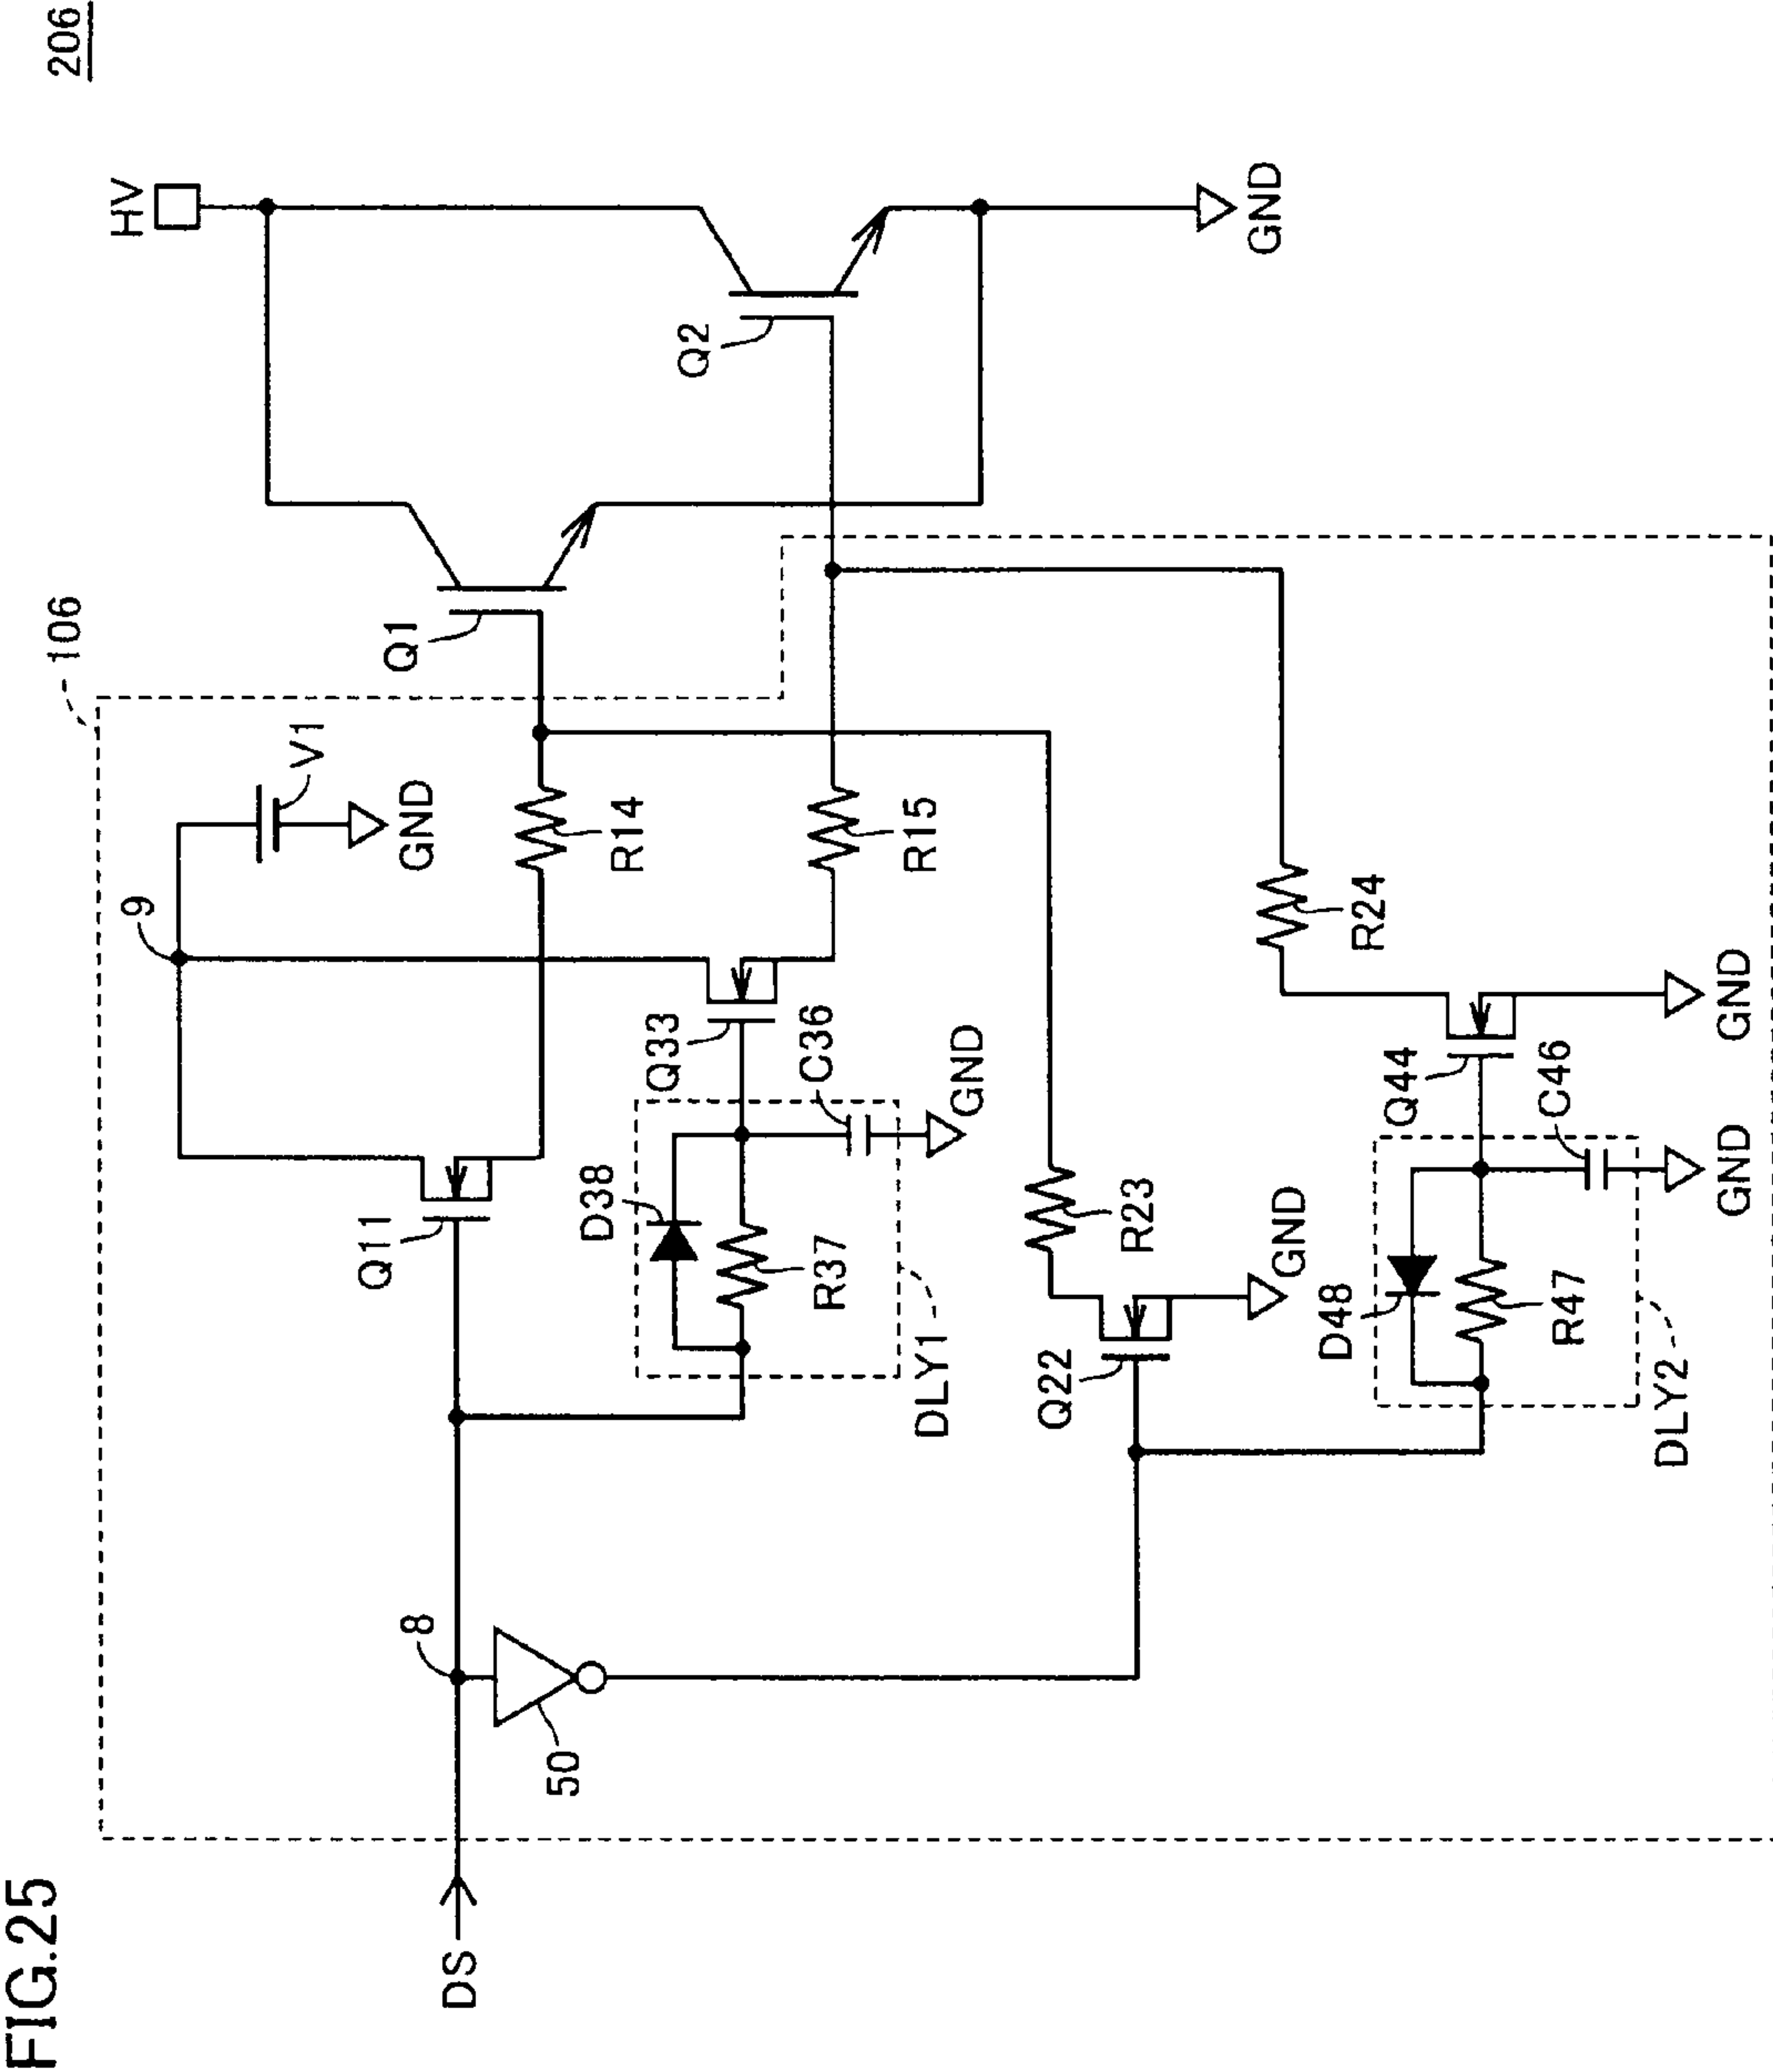 FIG.25
206
106
HV
9
V1
GND
Q1
Q11
R14
Q2
8
DS
50
D38
Q33
R37
C36
R15
GND
GND
DLY1
Q22
R23
GND
D48
Q44
R24
R47
C46
DLY2
GND
GND